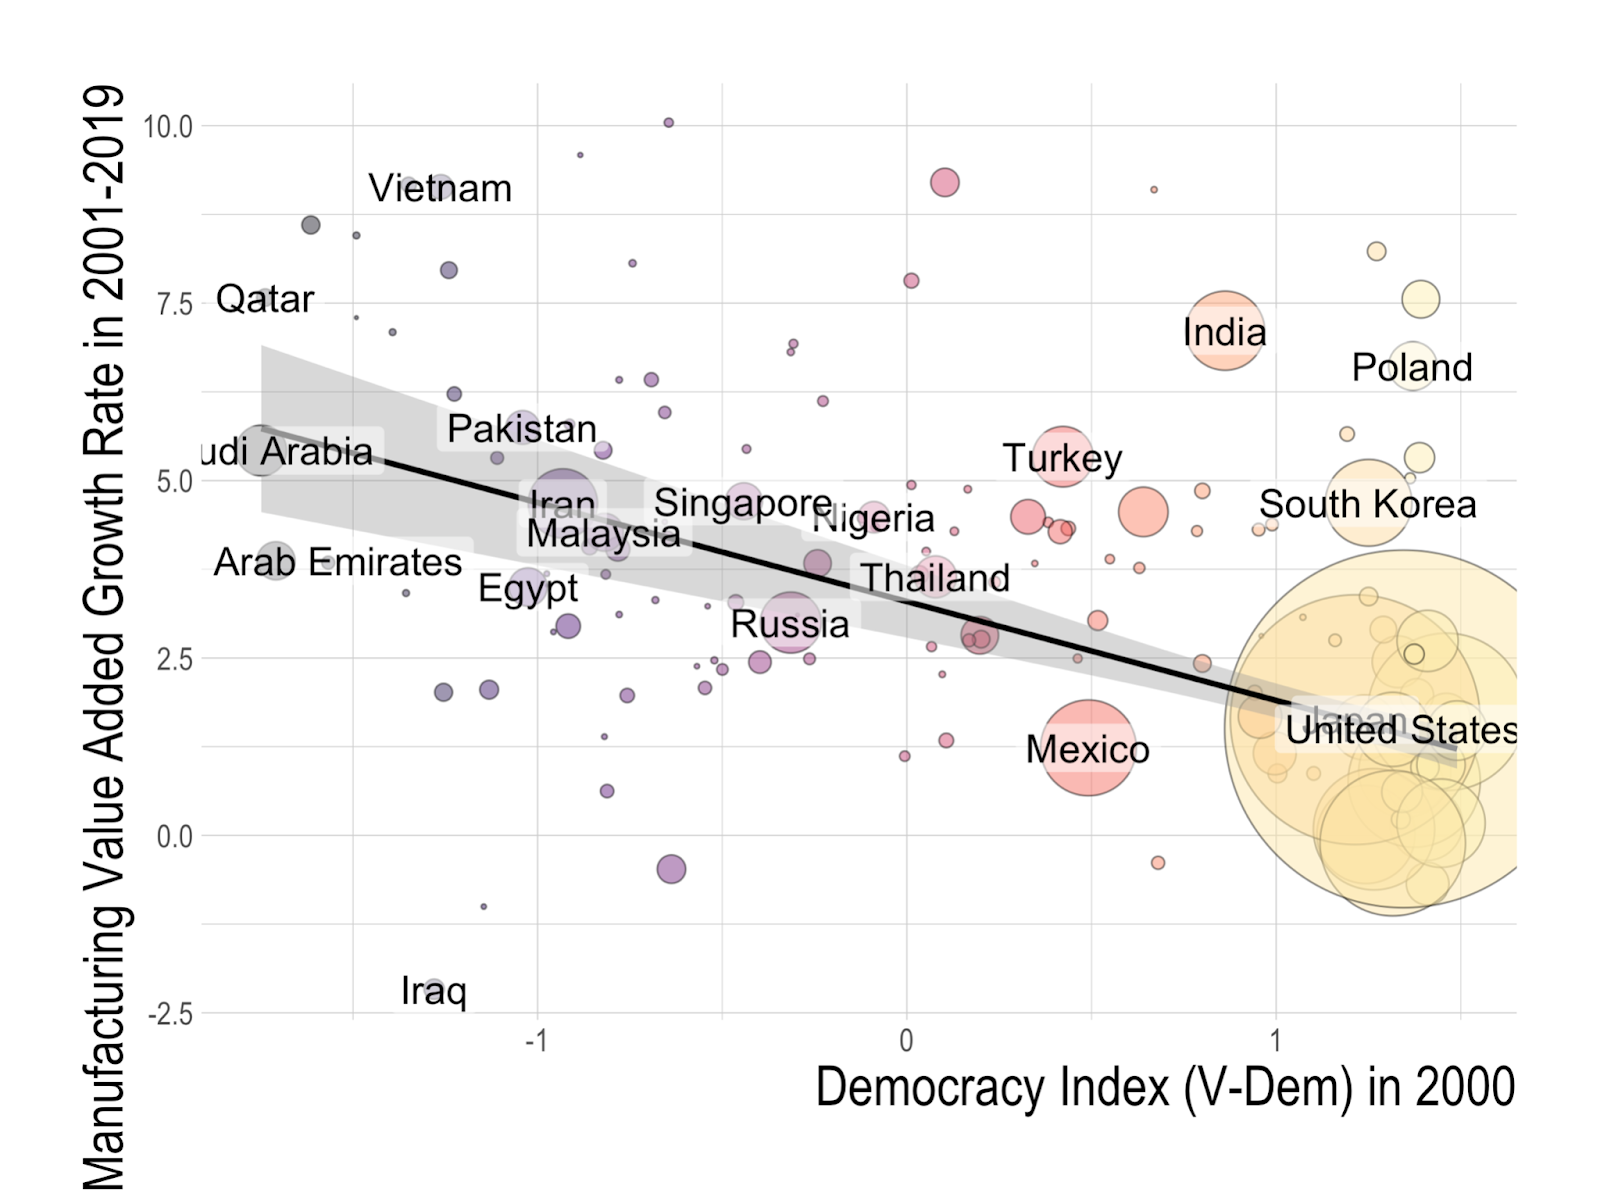 Manufacturing Value Added Growth Rate in 2001-2019
10.0
7.5
5.0
2.5
0.0
-2.5
Vietnam
Qatar
India
Poland
Pakistan
udi Arabia
Turkey
Iran
Singapore
South Korea
Nigeria
Malaysia
Arab Emirates
Thailand
Egypt
Russia
Japan
United States
Mexico
Iraq
-1
0
1
Democracy Index (V-Dem) in 2000